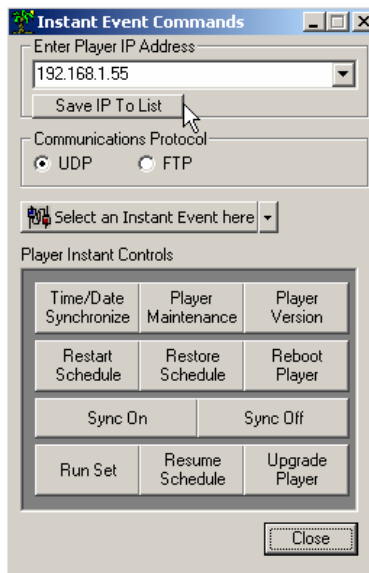 Instant Event Commands
Enter Player IP Address
192.168.1.55
Save IP To List
Communications Protocol
UDP FTP
Select an Instant Event here
Player Instant Controls
Time/Date Synchronize
Player Maintenance
Player Version
Restart Schedule
Restore Schedule
Reboot Player
Sync On
Sync Off
Run Set
Resume Schedule
Upgrade Player
Close